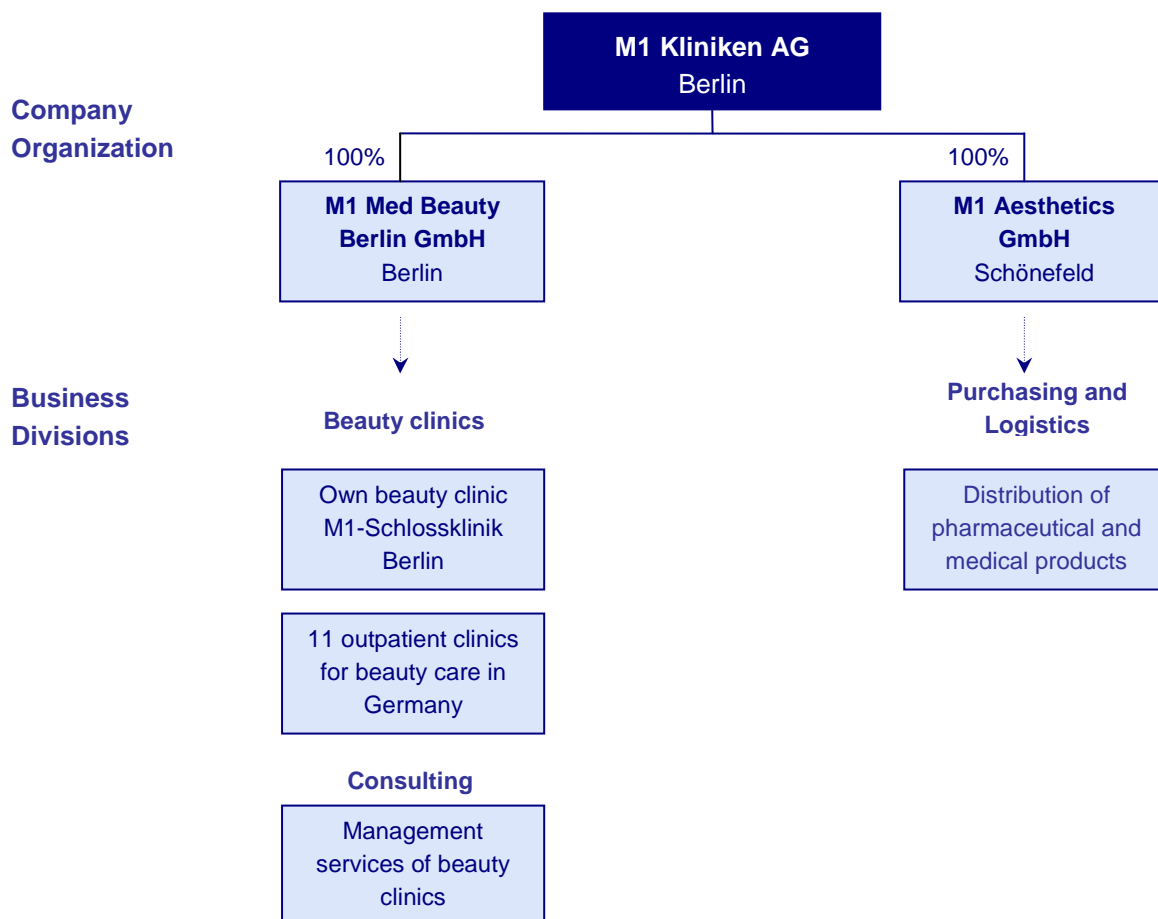 M1 Kliniken AG
Berlin
Company
Organization
100%
100%
M1 Med Beauty
Berlin GmbH
Berlin
M1 Aesthetics
GmbH
Schönefeld
Business
Divisions
Beauty clinics
Purchasing and
Logistics
Own beauty clinic
M1-Schlossklinik
Berlin
Distribution of
pharmaceutical and
medical products
11 outpatient clinics
for beauty care in
Germany
Consulting
Management
services of beauty
clinics